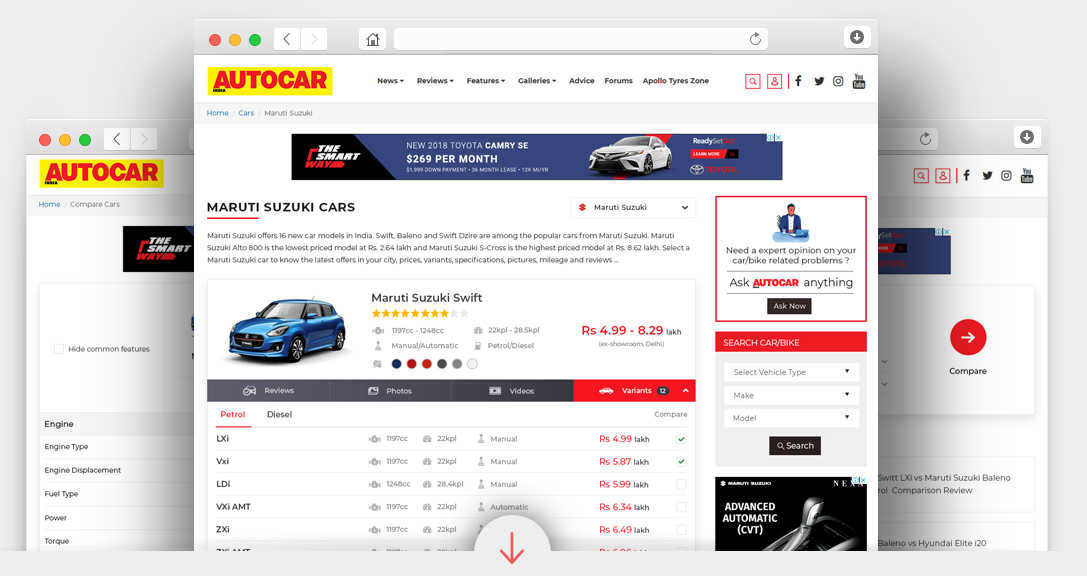 AUTOCAR
INDIA
News
Reviews
Features
Galleries
Advice
Forums
Apollo Tyres Zone
You
Tube
Home / Cars / Maruti Suzuki
THE
SMART
WAY
NEW 2018 TOYOTA CAMRY SE
$269 PER MONTH
$1,999 DOWN PAYMENT • 36 MONTH LEASE • 12K MI/YR
ReadySet
LEARN MORE
TOYOTA
MARUTI SUZUKI CARS
Maruti Suzuki
Maruti Suzuki offers 16 new car models in India. Swift, Baleno and Swift Dzire are among the popular cars from Maruti Suzuki. Maruti
Suzuki Alto 800 is the lowest priced model at Rs. 2.64 lakh and Maruti Suzuki S-Cross is the highest priced model at Rs. 8.62 lakh. Select a
Maruti Suzuki car to know the latest offers in your city, prices, variants, specifications, pictures, mileage and reviews ...
Maruti Suzuki Swift
1197cc - 1248cc
22kpl - 28.5kpl
Manual/Automatic
Petrol/Diesel
Rs 4.99 - 8.29 lakh
(ex-showroom, Delhi)
Reviews
Photos
Videos
Variants 12
Petrol
Diesel
Compare
LXi 1197cc 22kpl Manual Rs 4.99 lakh
Vxi 1197cc 22kpl Manual Rs 5.87 lakh
LDi 1248cc 28.4kpl Manual Rs 5.99 lakh
VXi AMT 1197cc 22kpl Automatic Rs 6.34 lakh
ZXi 1197cc 22kpl Rs 6.49 lakh
Need a expert opinion on your
car/bike related problems ?
Ask AUTOCAR anything
Ask Now
SEARCH CAR/BIKE
Select Vehicle Type
Make
Model
Search
MARUTI SUZUKI
NEXA
ADVANCED
AUTOMATIC
(CVT)
AUTOCAR
INDIA
Home / Compare Cars
THE
SMART
WAY
Hide common features
Engine
Engine Type
Engine Displacement
Fuel Type
Power
Torque
You
Tube
Compare
Switt LXI vs Maruti Suzuki Baleno
rol Comparison Review
Baleno vs Hyundai Elite i20